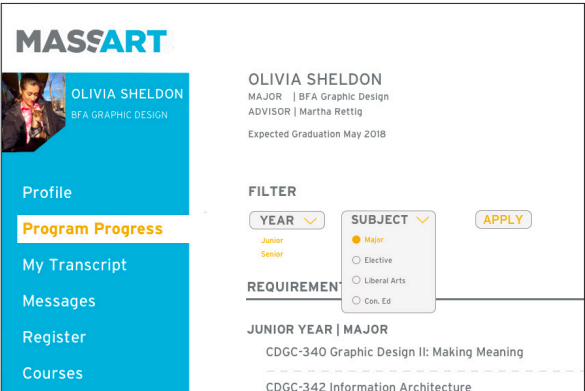 MASSART
OLIVIA SHELDON
BFA GRAPHIC DESIGN
Profile
Program Progress
My Transcript
Messages
Register
Courses
OLIVIA SHELDON
MAJOR | BFA Graphic Design
ADVISOR | Martha Rettig
Expected Graduation May 2018
FILTER
YEAR
Junior
Senior
SUBJECT
Major
Elective
Liberal Arts
Con. Ed
APPLY
REQUIREMEN
JUNIOR YEAR | MAJOR
CDGC-340 Graphic Design II: Making Meaning
CDGC-342 Information Architecture